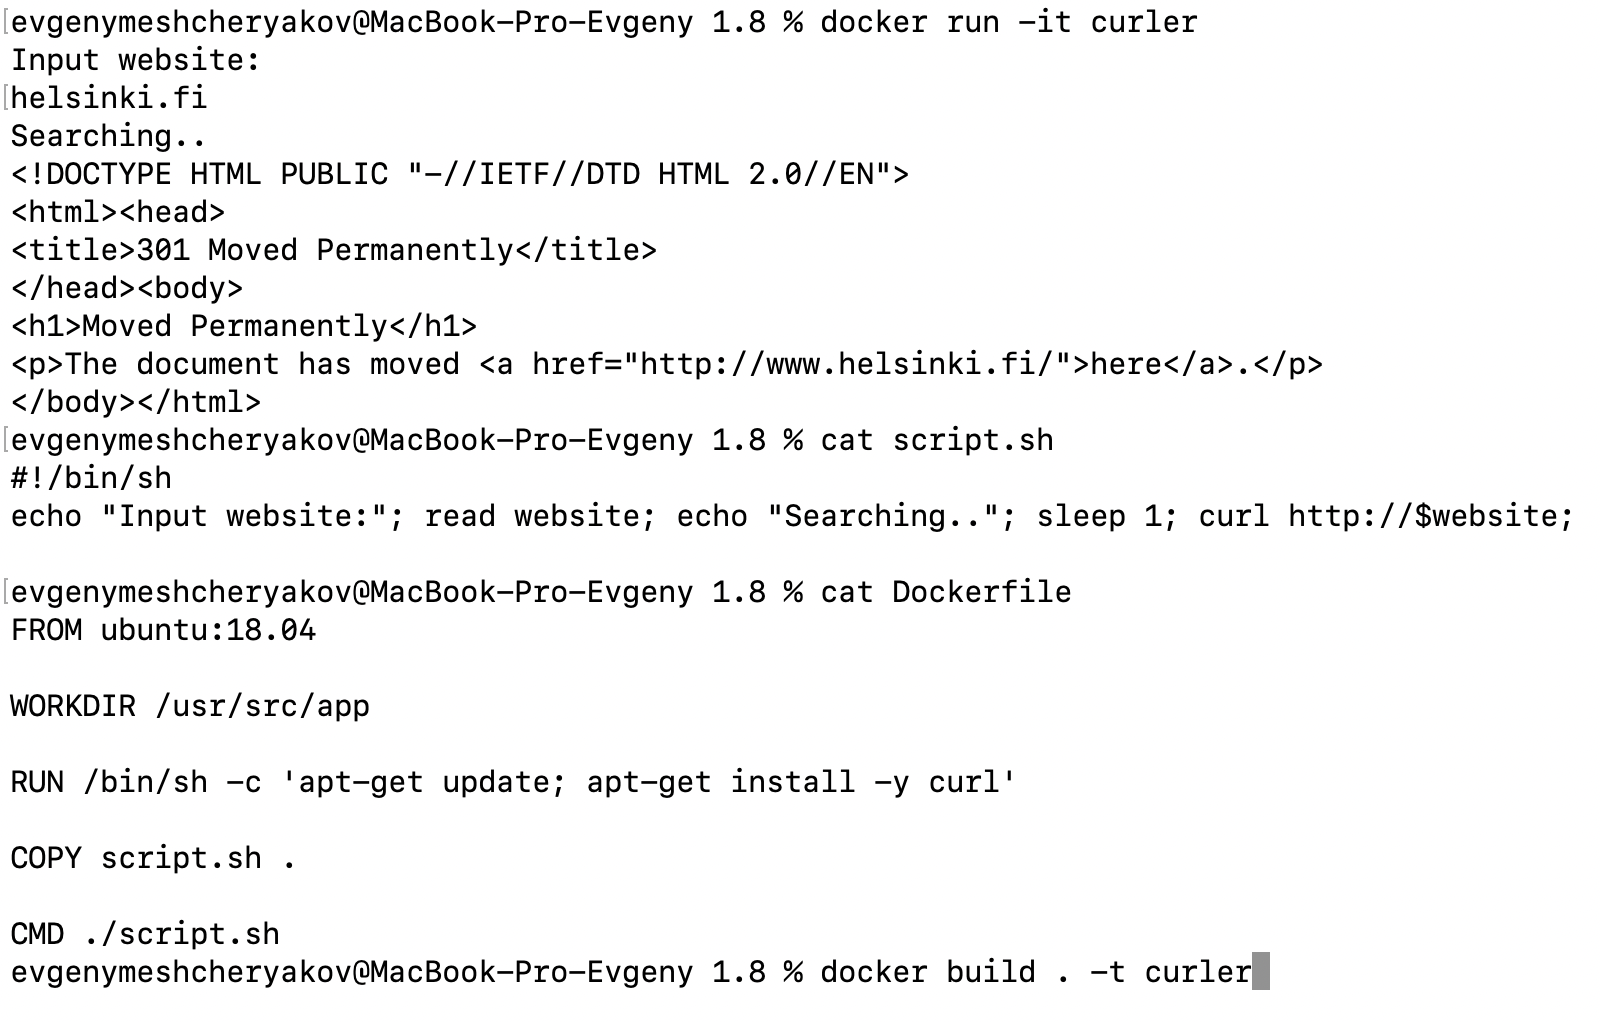 [evgenymeshcheryakov@MacBook-Pro-Evgeny 1.8 % docker run -it curler
Input website:
[helsinki.fi
Searching..
<!DOCTYPE HTML PUBLIC "-//IETF//DTD HTML 2.0//EN">
<html><head>
<title>301 Moved Permanently</title>
</head><body>
<h1>Moved Permanently</h1>
<p>The document has moved <a href="http://www.helsinki.fi/">here</a>.</p>
</body></html>
[evgenymeshcheryakov@MacBook-Pro-Evgeny 1.8 % cat script.sh
#!/bin/sh
echo "Input website:"; read website; echo "Searching.."; sleep 1; curl http://$website;
[evgenymeshcheryakov@MacBook-Pro-Evgeny 1.8 % cat Dockerfile
FROM ubuntu:18.04
WORKDIR /usr/src/app
RUN /bin/sh -c 'apt-get update; apt-get install -y curl'
COPY script.sh .
CMD ./script.sh
evgenymeshcheryakov@MacBook-Pro-Evgeny 1.8 % docker build . -t curler